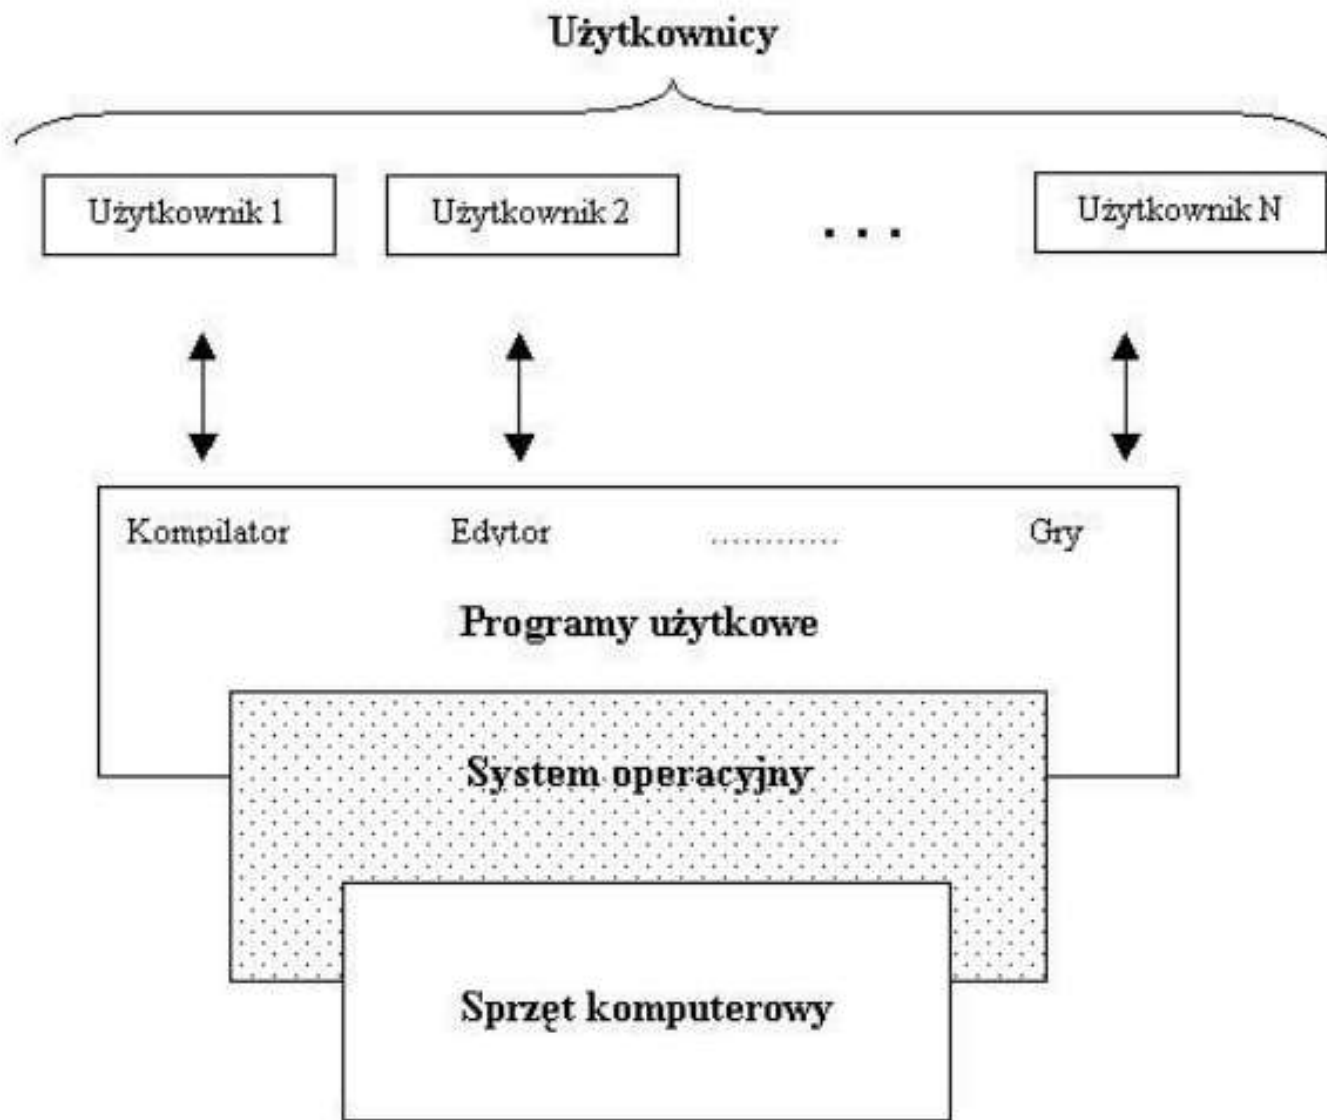 Użytkownicy
Użytkownik 1 Użytkownik 2 . . . Użytkownik N
Kompilator Edytor ............ Gry
Programy użytkowe
System operacyjny
Sprzęt komputerowy